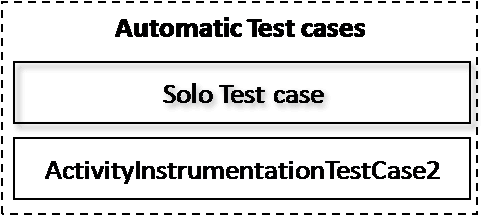 Automatic Test cases
Solo Test case
ActivityInstrumentationTestCase2